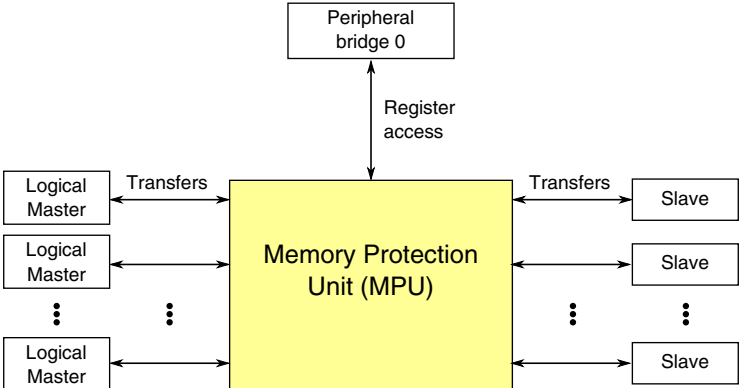 Peripheral
bridge 0
Register
access
Logical
Master
Transfers
Transfers
Slave
Logical
Master
Memory Protection
Unit (MPU)
Slave
Logical
Master
Slave